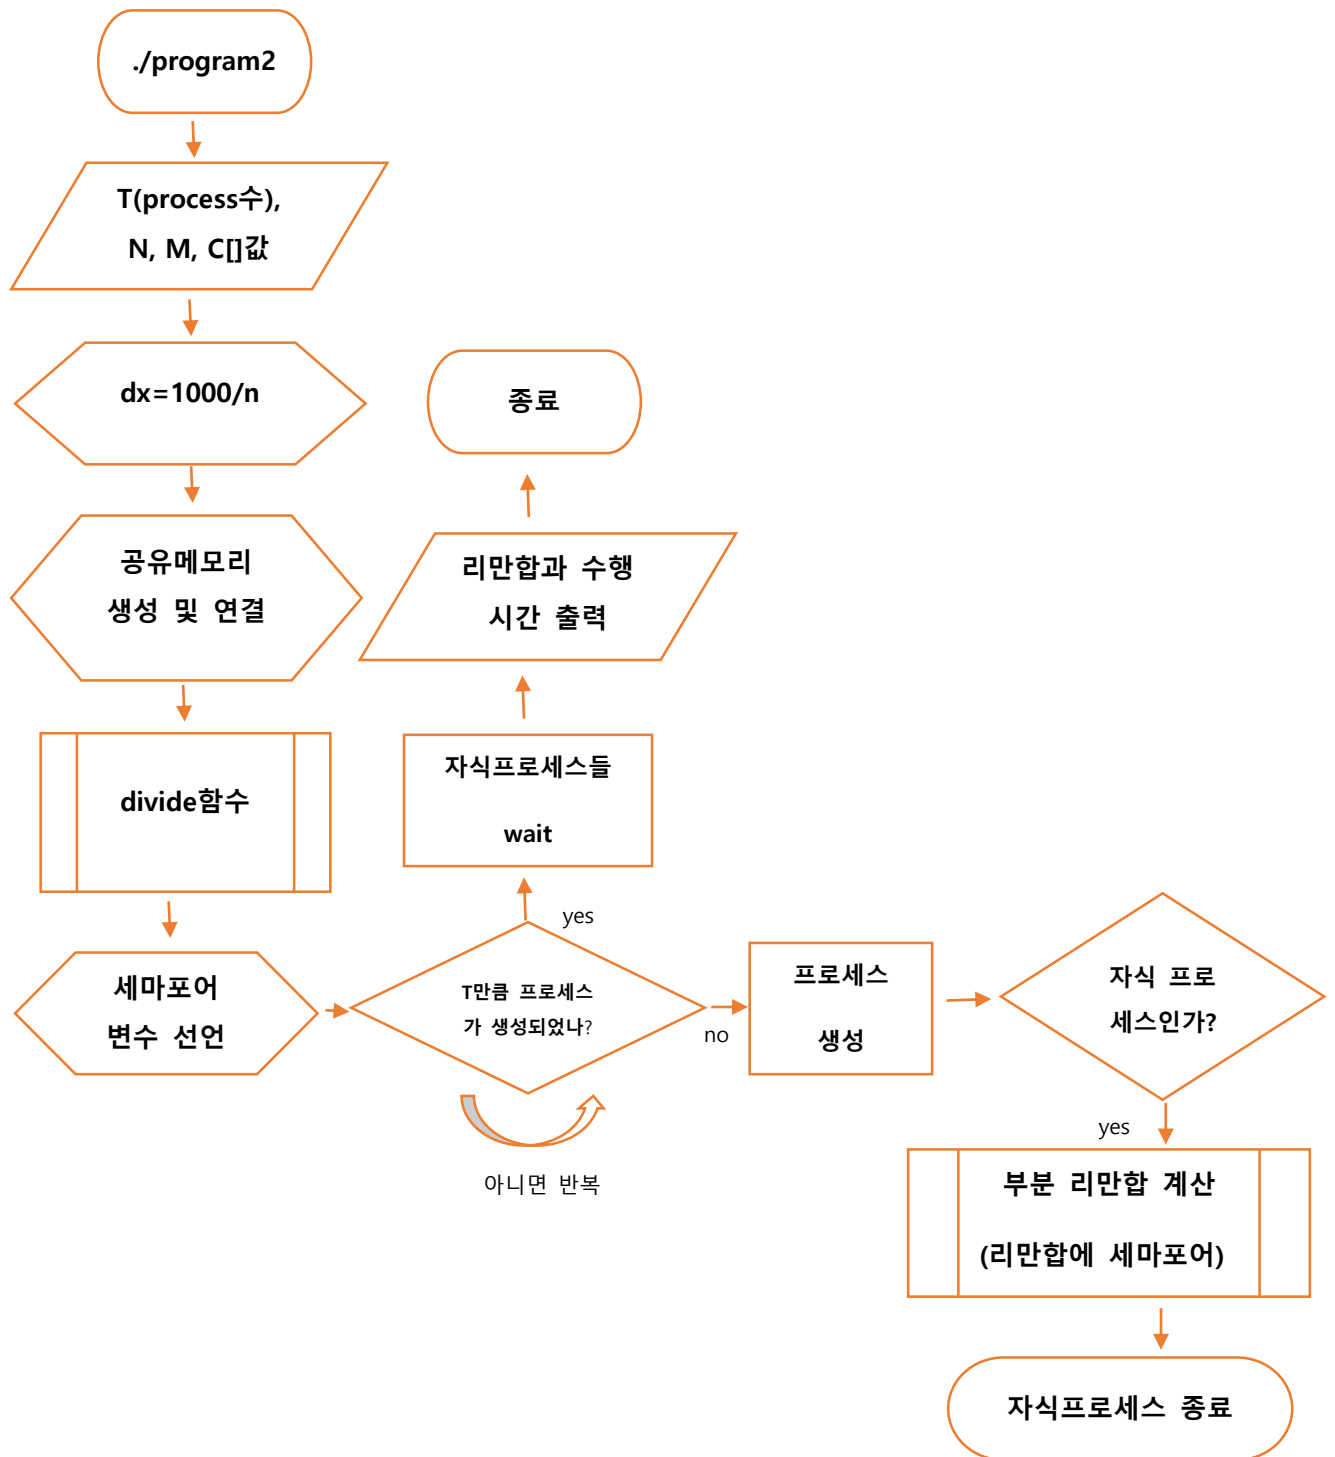 ./program2
T(process수),
N, M, C[]값
dx=1000/n
공유메모리
생성 및 연결
divide함수
세마포어
변수 선언
T만큼 프로세스
가 생성되었나?
아니면 반복
yes
자식프로세스들
wait
리만합과 수행
시간 출력
종료
no
프로세스
생성
자식 프로
세스인가?
yes
부분 리만합 계산
(리만합에 세마포어)
자식프로세스 종료